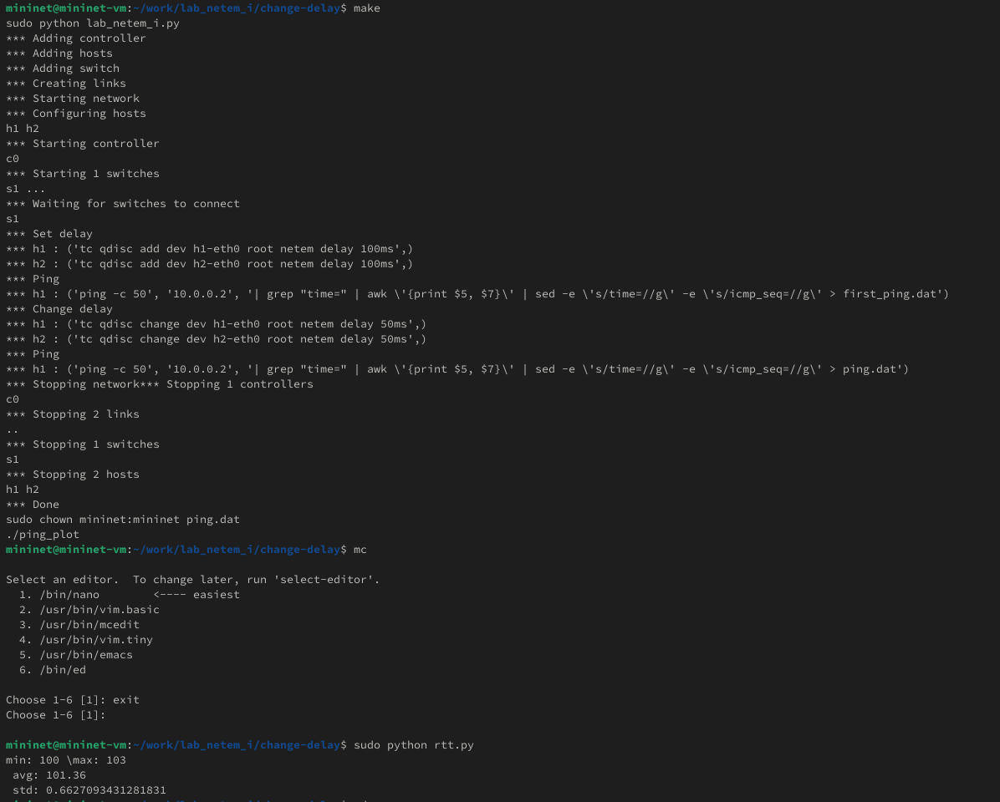 mininet@mininet-vm:~/work/lab_netem_i/change-delay$ make
sudo python lab_netem_i.py
*** Adding controller
*** Adding hosts
*** Adding switch
*** Creating links
*** Starting network
*** Configuring hosts
h1 h2
*** Starting controller
c0
*** Starting 1 switches
s1 ...
*** Waiting for switches to connect
s1
*** Set delay
*** h1 : ('tc qdisc add dev h1-eth0 root netem delay 100ms',)
*** h2 : ('tc qdisc add dev h2-eth0 root netem delay 100ms',)
*** Ping
*** h1 : ('ping -c 50', '10.0.0.2', '| grep "time=" | awk \'{print $5, $7}\' | sed -e \'s/time=//g\' -e \'s/icmp_seq=//g\' > first_ping.dat')
*** Change delay
*** h1 : ('tc qdisc change dev h1-eth0 root netem delay 50ms',)
*** h2 : ('tc qdisc change dev h2-eth0 root netem delay 50ms',)
*** Ping
*** h1 : ('ping -c 50', '10.0.0.2', '| grep "time=" | awk \'{print $5, $7}\' | sed -e \'s/time=//g\' -e \'s/icmp_seq=//g\' > ping.dat')
*** Stopping network*** Stopping 1 controllers
c0
*** Stopping 2 links
..
*** Stopping 1 switches
s1
*** Stopping 2 hosts
h1 h2
*** Done
sudo chown mininet:mininet ping.dat
./ping_plot
mininet@mininet-vm:~/work/lab_netem_i/change-delay$ mc
Select an editor.  To change later, run 'select-editor'.
  1. /bin/nano        <---- easiest
  2. /usr/bin/vim.basic
  3. /usr/bin/mcedit
  4. /usr/bin/vim.tiny
  5. /usr/bin/emacs
  6. /bin/ed
Choose 1-6 [1]: exit
Choose 1-6 [1]:
mininet@mininet-vm:~/work/lab_netem_i/change-delay$ sudo python rtt.py
min: 100 \max: 103
 avg: 101.36
 std: 0.6627093431281831